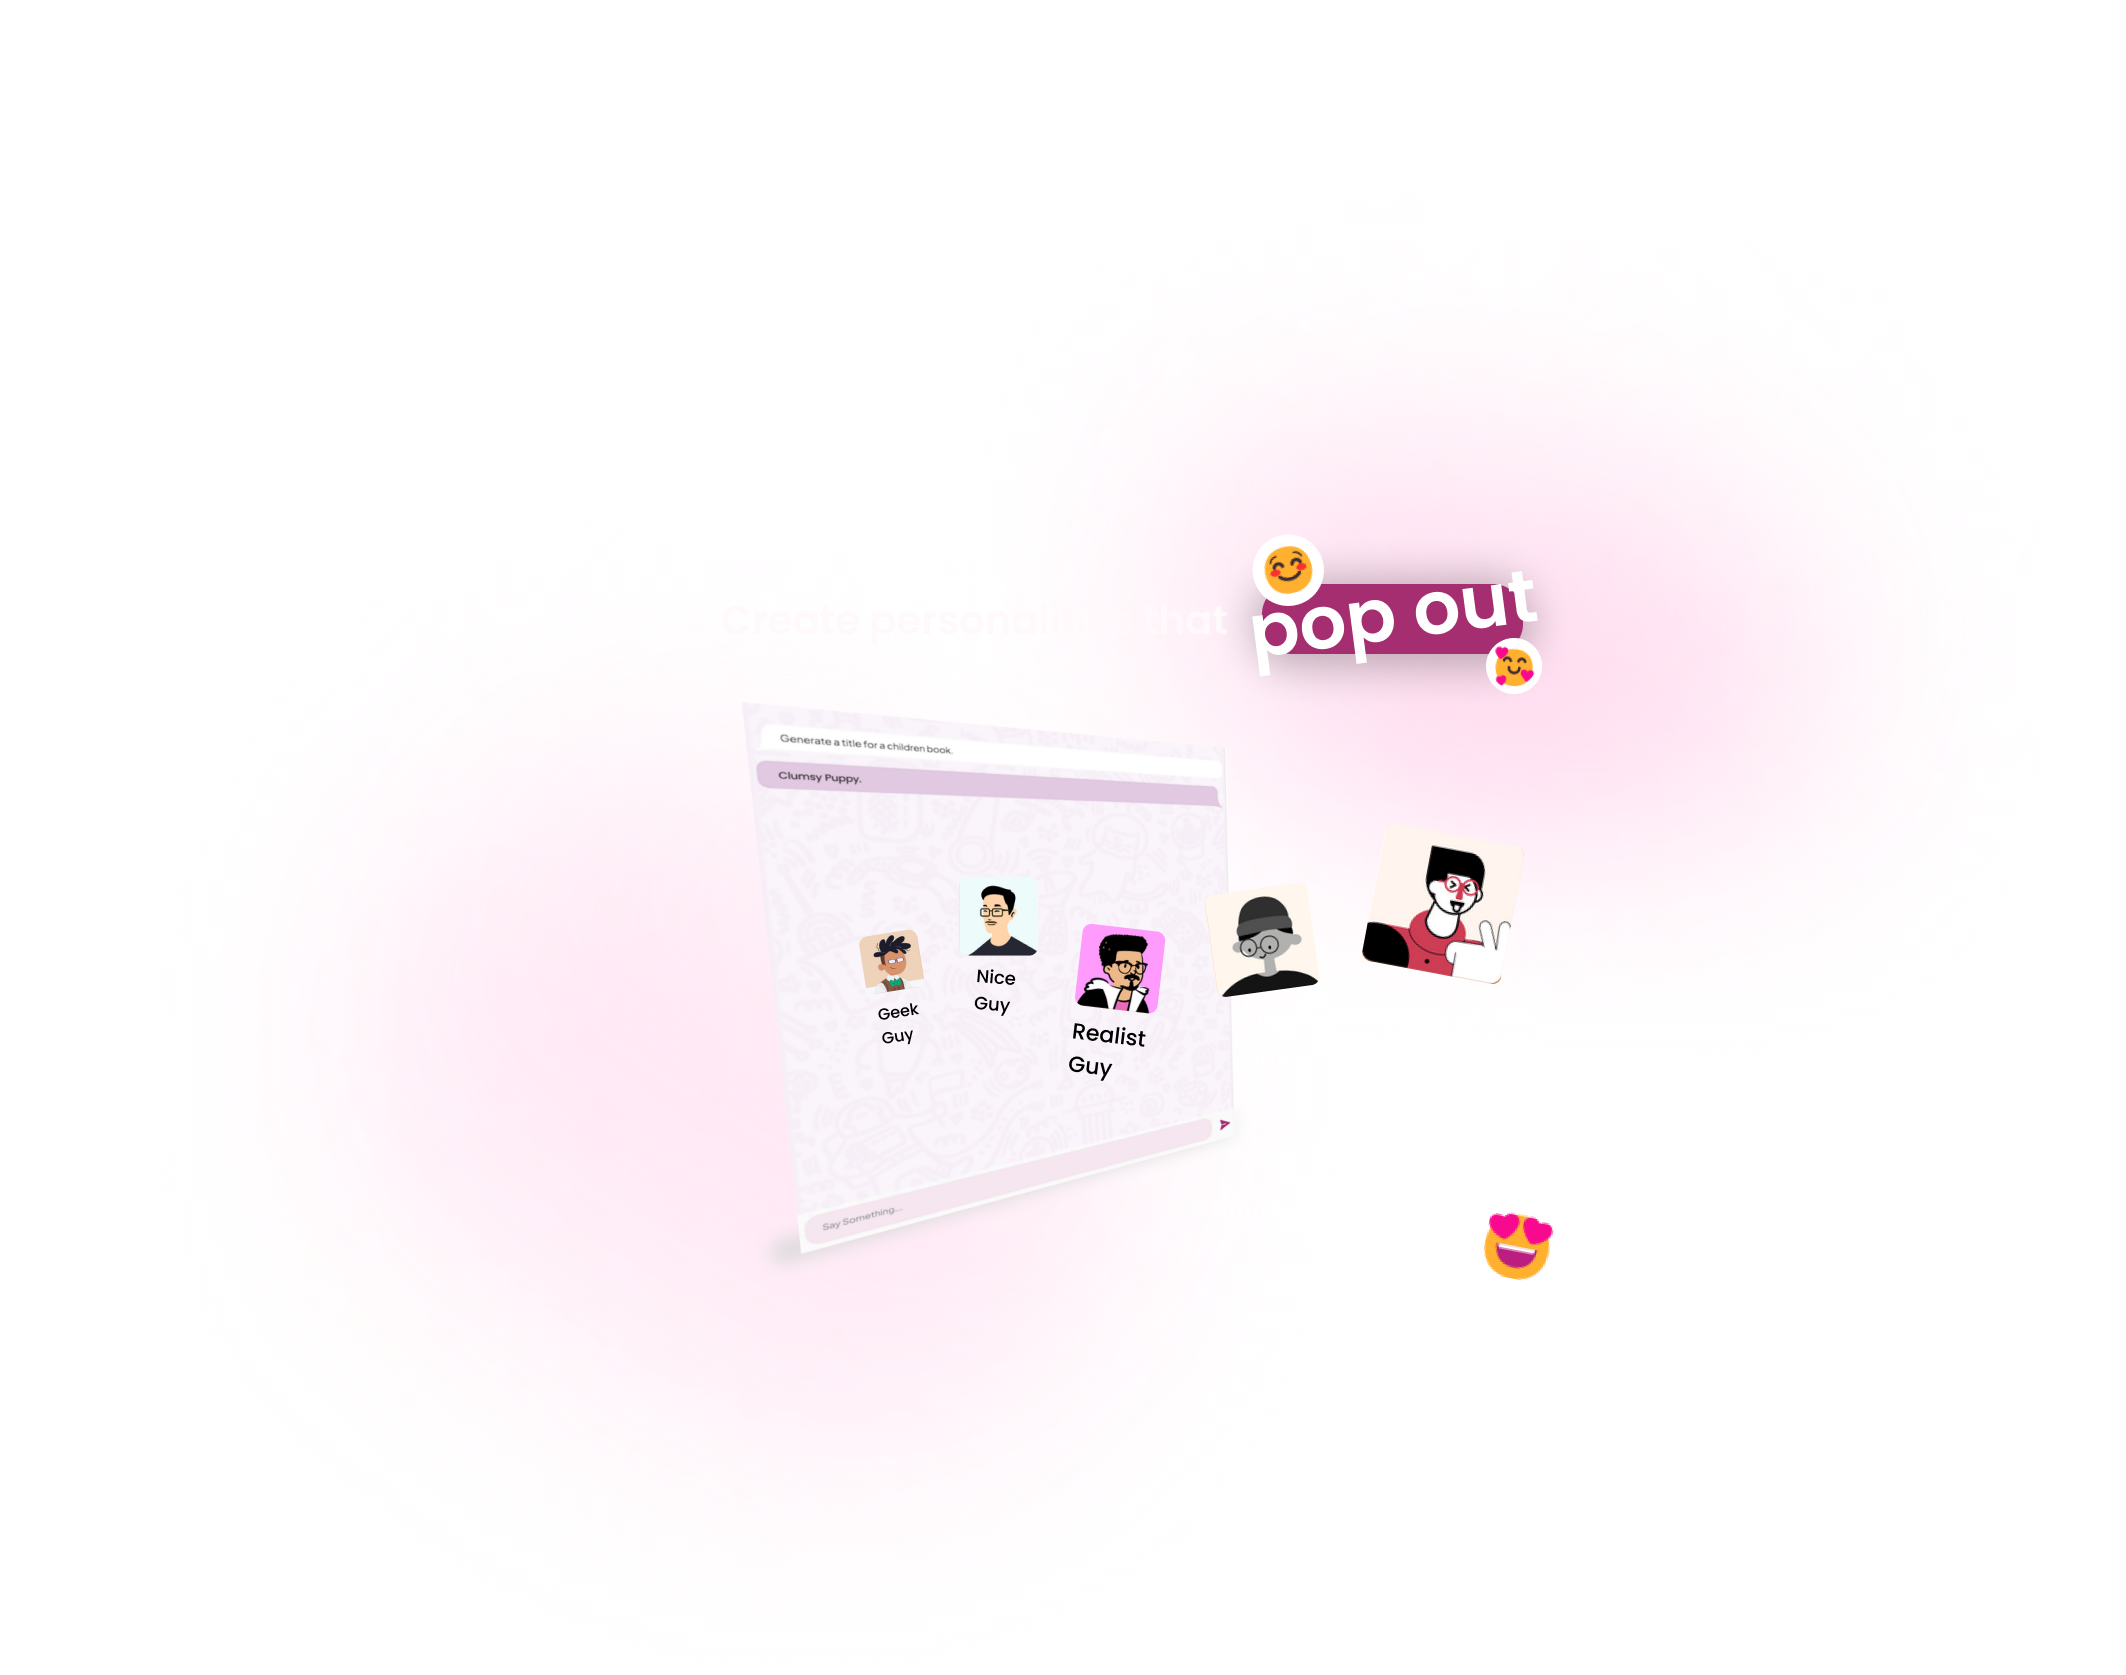 Create personalities that
pop out
Generate a title for a children book.
Clumsy Puppy.
Geek
Guy
Nice
Guy
Realist
Guy
Say Something...